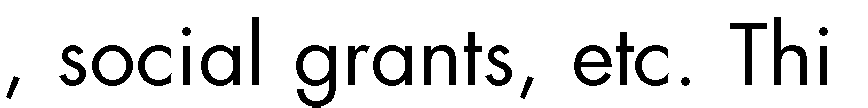 , social grants, etc. Thi